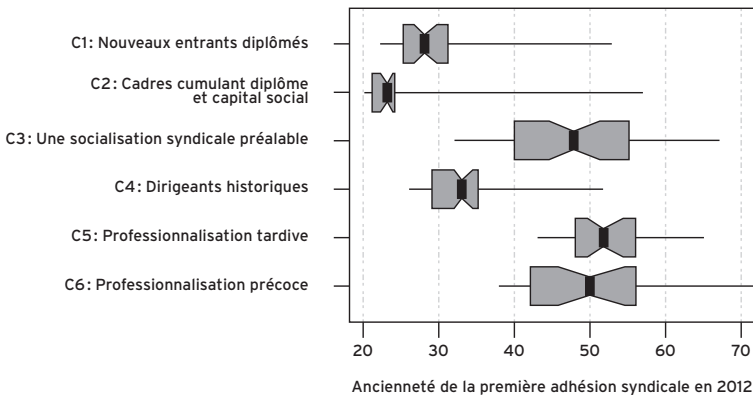 C1: Nouveaux entrants diplômés
C2: Cadres cumulant diplôme
et capital social
C3: Une socialisation syndicale préalable
C4: Dirigeants historiques
C5: Professionnalisation tardive
C6: Professionnalisation précoce
20 30 40 50 60 70
Ancienneté de la première adhésion syndicale en 2012